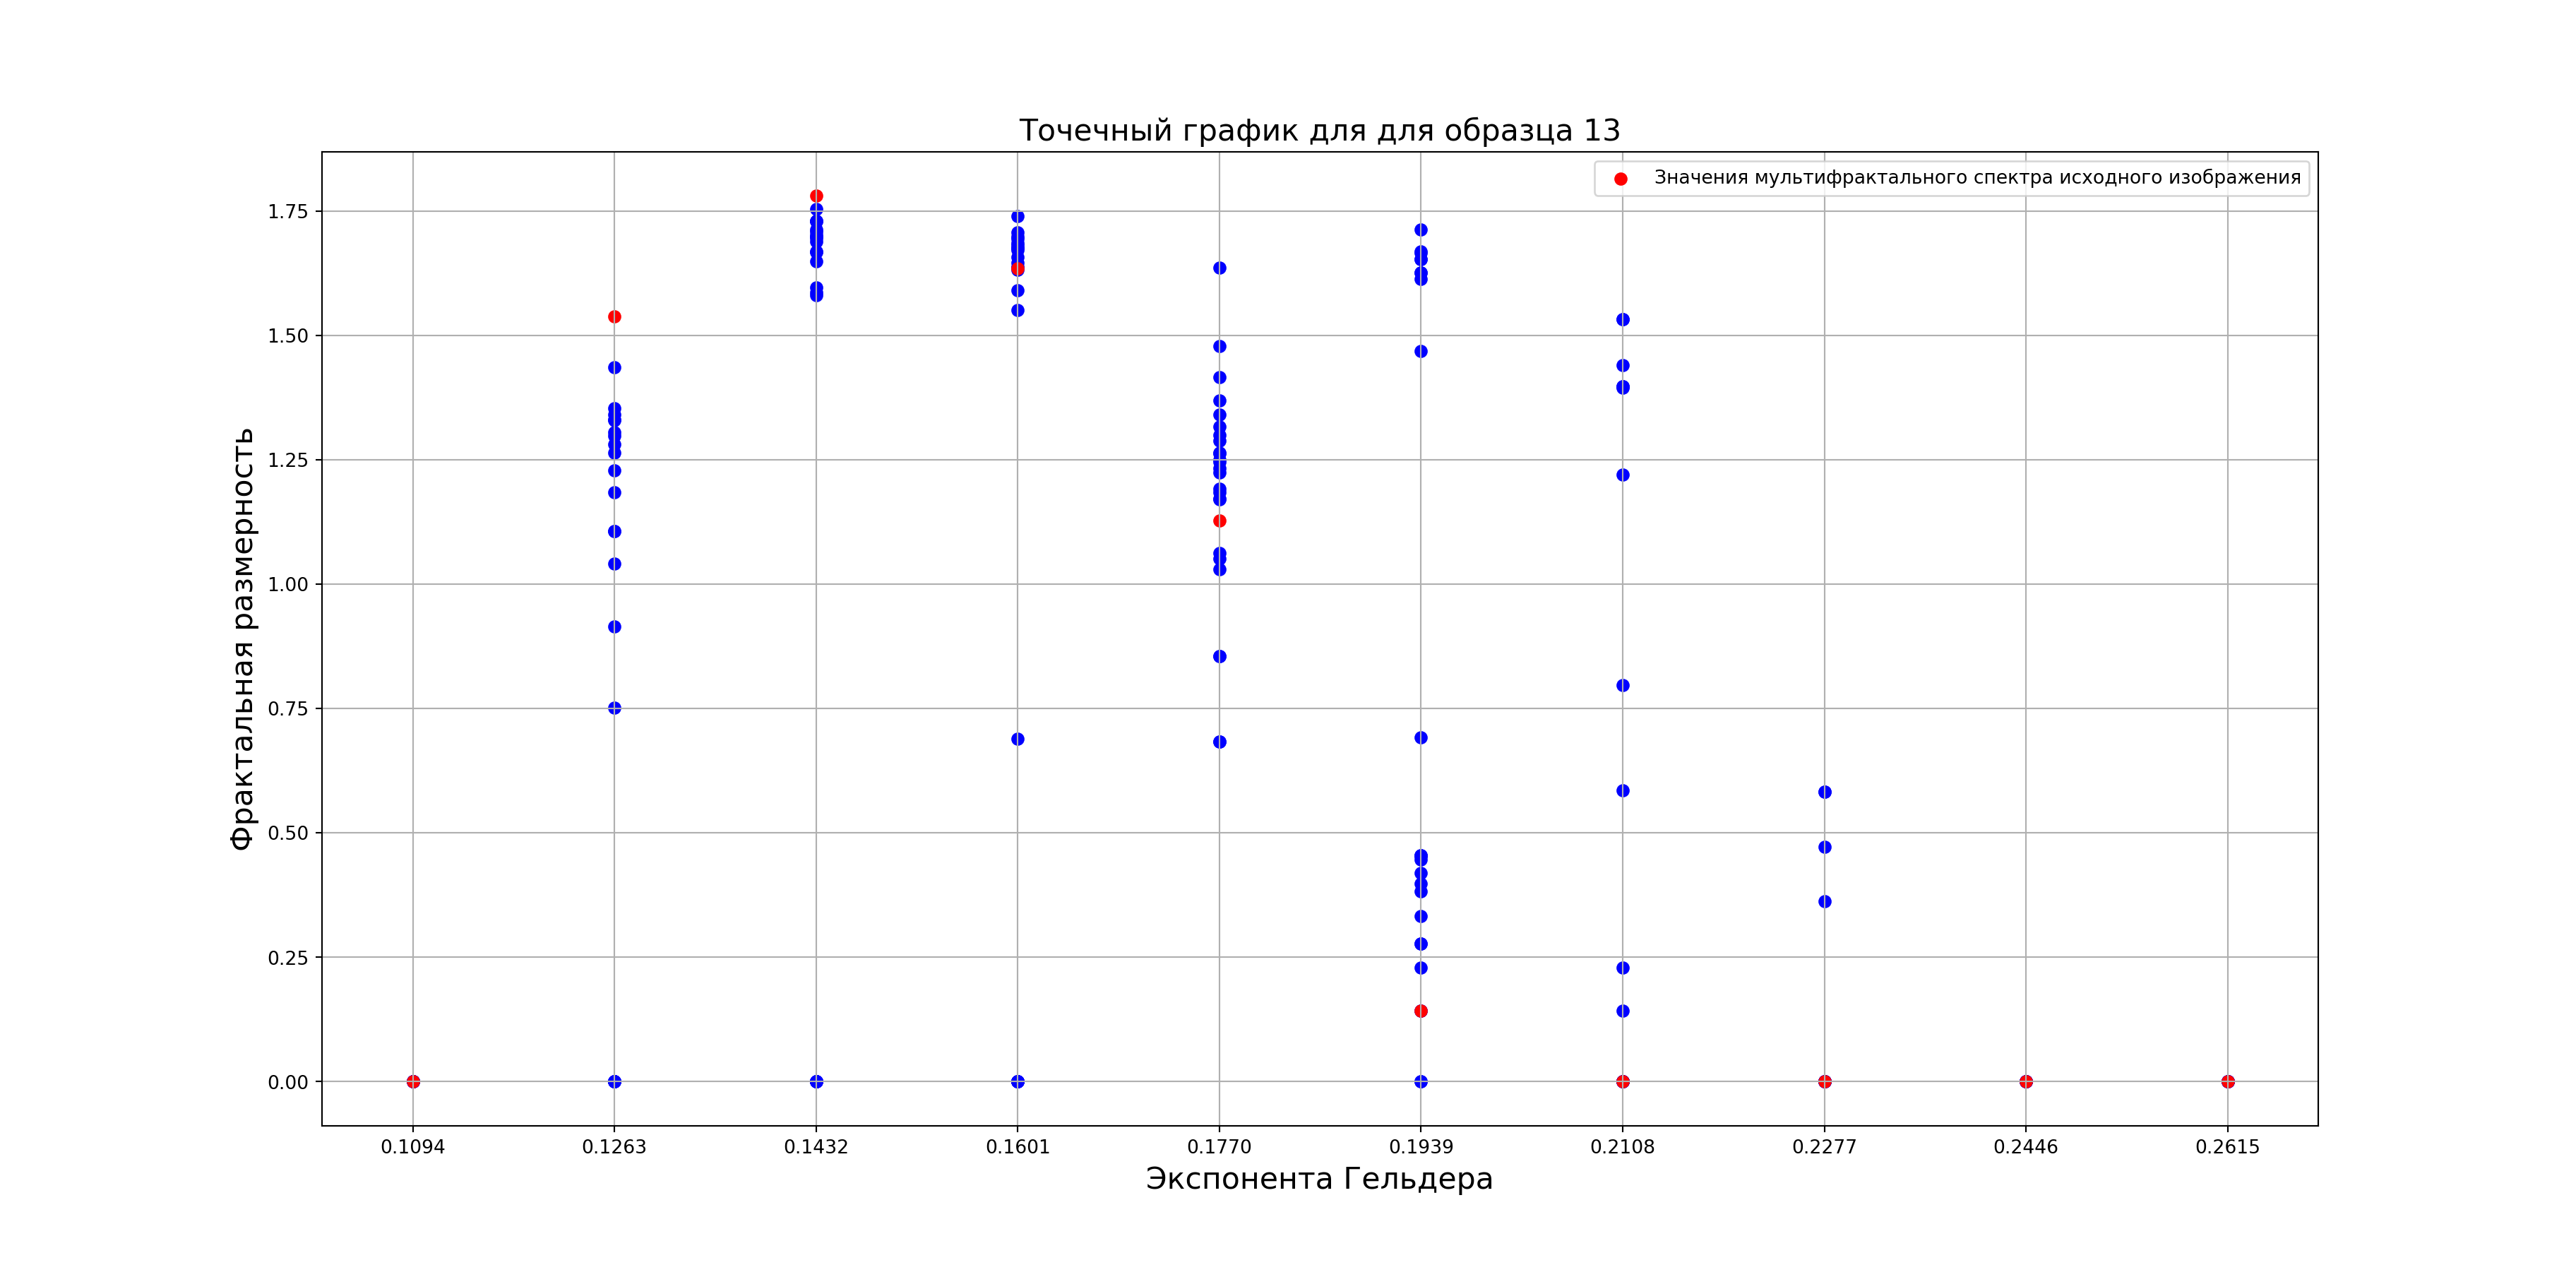 Точечный график для для образца 13
Значения мультифрактального спектра исходного изображения
Фрактальная размерность
1.75
1.50
1.25
1.00
0.75
0.50
0.25
0.00
0.1094 0.1263 0.1432 0.1601 0.1770 0.1939 0.2108 0.2277 0.2446 0.2615
Экспонента Гельдера